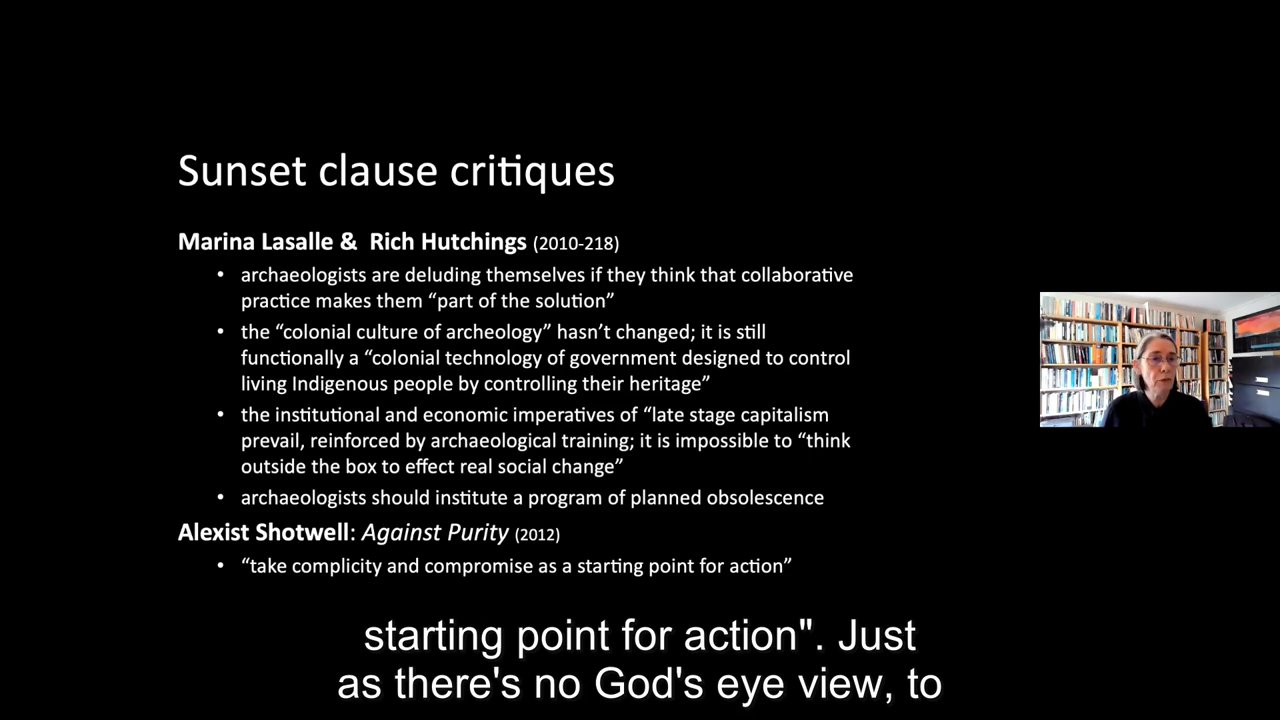 Sunset clause critiques
Marina Lasalle & Rich Hutchings (2010-218)
• archaeologists are deluding themselves if they think that collaborative
practice makes them “part of the solution”
• the “colonial culture of archeology” hasn’t changed; it is still
functionally a “colonial technology of government designed to control
living Indigenous people by controlling their heritage”
• the institutional and economic imperatives of “late stage capitalism
prevail, reinforced by archaeological training; it is impossible to “think
outside the box to effect real social change”
• archaeologists should institute a program of planned obsolescence
Alexist Shotwell: Against Purity (2012)
• “take complicity and compromise as a starting point for action”
starting point for action". Just
as there's no God's eye view, to